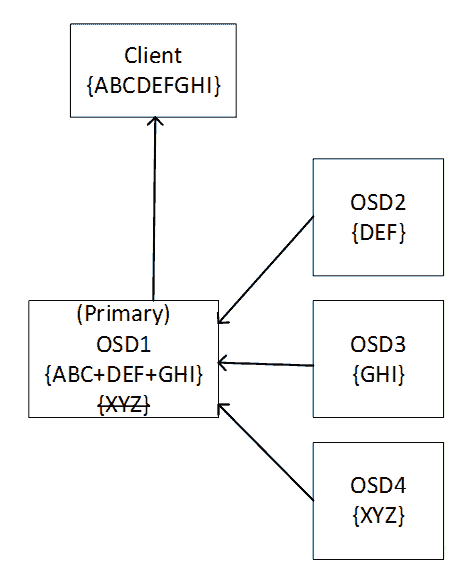 Client
{ABCDEFGHI}
OSD2
{DEF}
(Primary)
OSD1
{ABC+DEF+GHI}
{XYZ}
OSD3
{GHI}
OSD4
{XYZ}